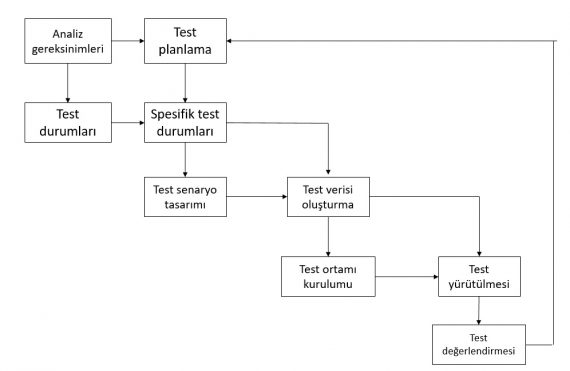 Analiz
gereksinimleri
Test
planlama
Test
durumları
Spesifik test
durumları
Test senaryo
tasarımı
Test verisi
oluşturma
Test ortamı
kurulumu
Test
yürütülmesi
Test
değerlendirmesi